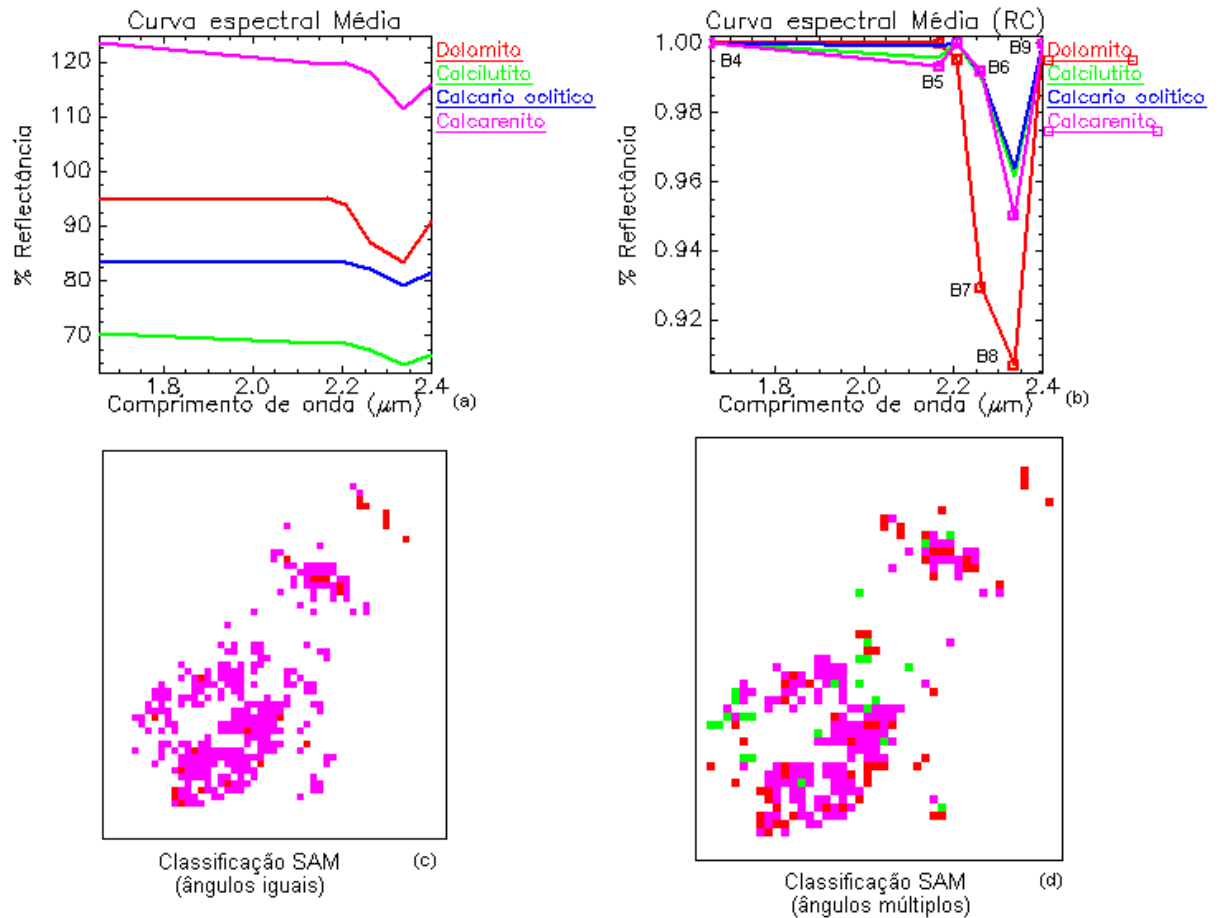 Curva espectral Média
% Reflectância
120
110
100
90
80
70
1.8
2.0
2.2
2.4
Comprimento de onda (μm)
(a)
Dolomito
Calcilutito
Calcario oolitico
Calcarenito
Curva espectral Média (RC)
% Reflectância
1.00
0.98
0.96
0.94
0.92
B4
B5
B6
B7
B8
B9
1.8
2.0
2.2
2.4
Comprimento de onda (μm)
(b)
Dolomito
Calcilutito
Calcario oolitico
Calcarenito
Classificação SAM
(ângulos iguais)
(c)
Classificação SAM
(ângulos múltiplos)
(d)